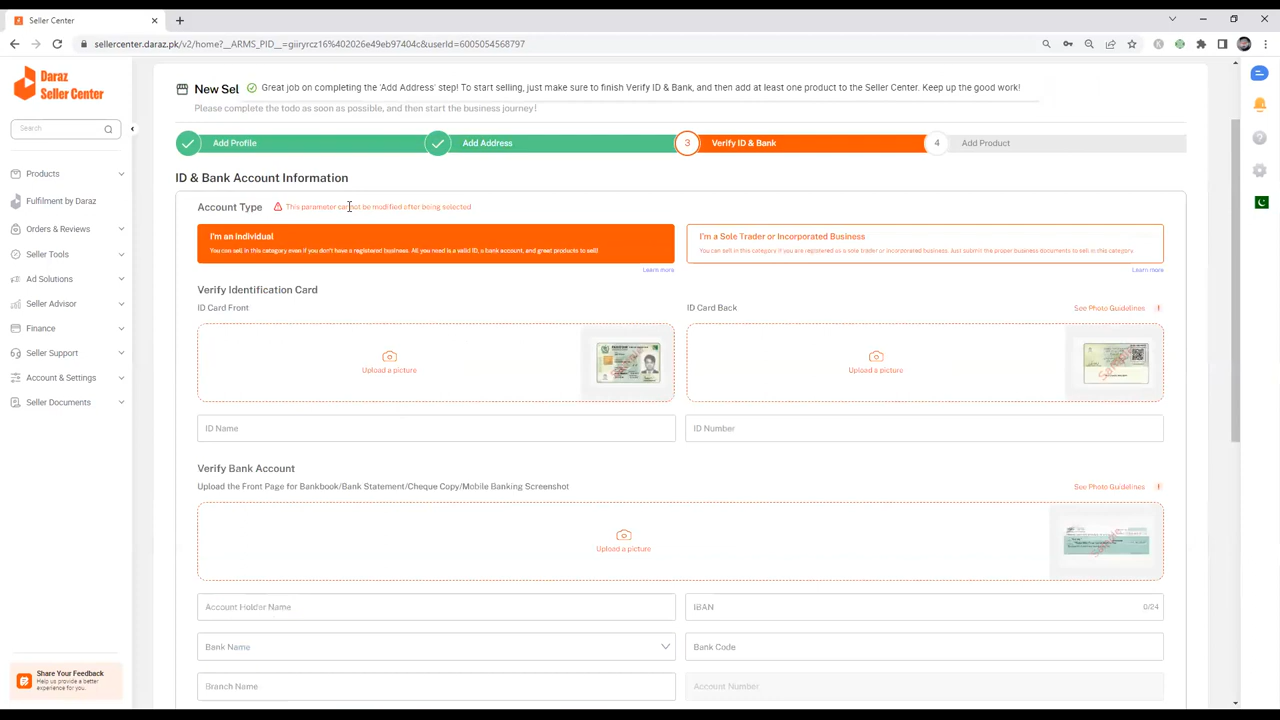 Seller Center
sellercenter.daraz.pk/v2/home?__ARMS_PID__=giiryrcz16%402026e49eb97404c&userId=6005054568797
Daraz
Seller Center
Search
Products
Fulfilment by Daraz
Orders & Reviews
Seller Tools
Ad Solutions
Seller Advisor
Finance
Seller Support
Account & Settings
Seller Documents
Share Your Feedback
Help us provide a better
experience for you.
New Sel
Great job on finishing the 'Add Address' step! To start selling, just make sure to finish Verify ID & Bank, and then add at least one product to the Seller Center. Keep up the good work!
Please complete the todo as soon as possible, and then start the business journey!
Add Profile
Add Address
3 Verify ID & Bank
4 Add Product
ID & Bank Account Information
Account Type This parameter cannot be modified after being selected
I'm an individual
You can sell in this category even if you don't have a registered business. All you need is a valid ID, a bank account, and great products to sell!
Learn more
I'm a Sole Trader or Incorporated Business
You can sell in this category if you are registered as a sole trader or incorporated business. Just submit the proper business documents to sell in this category.
Learn more
Verify Identification Card
ID Card Front
ID Card Back
See Photo Guidelines !
Upload a picture
Upload a picture
ID Name
ID Number
Verify Bank Account
Upload the Front Page for Bankbook/Bank Statement/Cheque Copy/Mobile Banking Screenshot
See Photo Guidelines !
Upload a picture
Account Holder Name
IBAN 0/24
Bank Name
Bank Code
Branch Name
Account Number